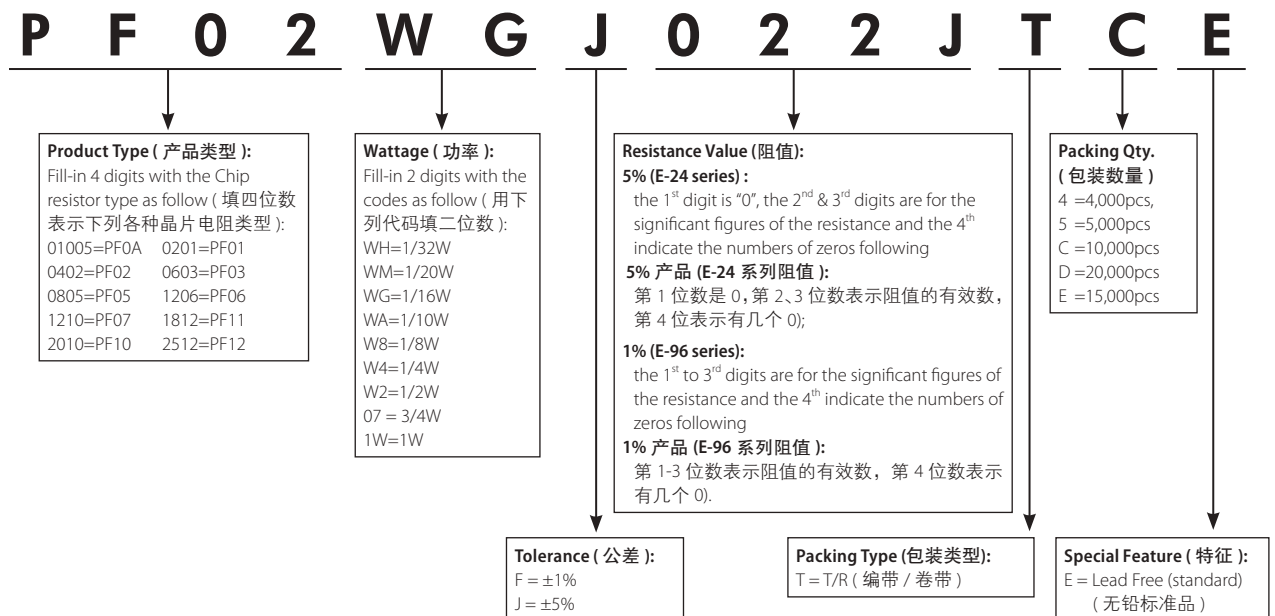 P F 0 2 W G J 0 2 2 J T C E
Product Type ( 产品类型 ):
Fill-in 4 digits with the Chip
resistor type as follow ( 填四位数
表示下列各种晶片电阻类型 ):
01005=PF0A 0201=PF01
0402=PF02 0603=PF03
0805=PF05 1206=PF06
1210=PF07 1812=PF11
2010=PF10 2512=PF12
Wattage ( 功率 ):
Fill-in 2 digits with the
codes as follow ( 用下
列代码填二位数 ):
WH=1/32W
WM=1/20W
WG=1/16W
WA=1/10W
W8=1/8W
W4=1/4W
W2=1/2W
07 = 3/4W
1W=1W
Resistance Value (阻值):
5% (E-24 series) :
the 1st digit is "0", the 2nd & 3rd digits are for the
significant figures of the resistance and the 4th
indicate the numbers of zeros following
5% 产品 (E-24 系列阻值 ):
第 1 位数是 0，第 2、3 位数表示阻值的有效数，
第 4 位表示有几个 0);
1% (E-96 series):
the 1st to 3rd digits are for the significant figures of
the resistance and the 4th indicate the numbers of
zeros following
1% 产品 (E-96 系列阻值 ):
第 1-3 位数表示阻值的有效数，第 4 位数表示
有几个 0).
Packing Qty.
( 包装数量 )
4 =4,000pcs,
5 =5,000pcs
C =10,000pcs
D =20,000pcs
E =15,000pcs
Tolerance ( 公差 ):
F = ±1%
J = ±5%
Packing Type (包装类型):
T = T/R ( 编带 / 卷带 )
Special Feature ( 特征 ):
E = Lead Free (standard)
( 无铅标准品 )